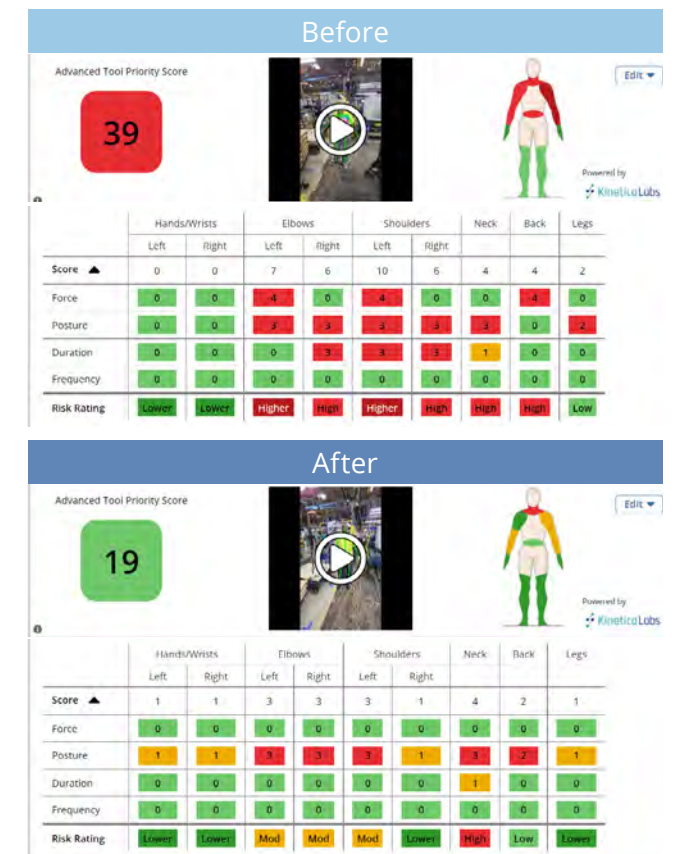 Before
Advanced Tool Priority Score
Edit
39
Powered by
KineticaLabs
Hands/Wrists Elbows Shoulders Neck Back Legs
Left Right Left Right Left Right
Score 0 0 7 6 10 6 4 4 2
Force 0 0 4 0 4 0 0 4 0
Posture 0 0 3 3 3 3 3 0 2
Duration 0 0 0 3 3 3 1 0 0
Frequency 0 0 0 0 0 0 0 0 0
Risk Rating Lower Lower Higher High Higher High High High Low
After
Advanced Tool Priority Score
Edit
19
Powered by
KineticaLabs
Hands/Wrists Elbows Shoulders Neck Back Legs
Left Right Left Right Left Right
Score 1 1 3 3 3 1 4 2 1
Force 0 0 0 0 0 0 0 0 0
Posture 1 1 3 3 3 1 3 2 1
Duration 0 0 0 0 0 0 1 0 0
Frequency 0 0 0 0 0 0 0 0 0
Risk Rating Lower Lower Mod Mod Mod Lower High Low Lower